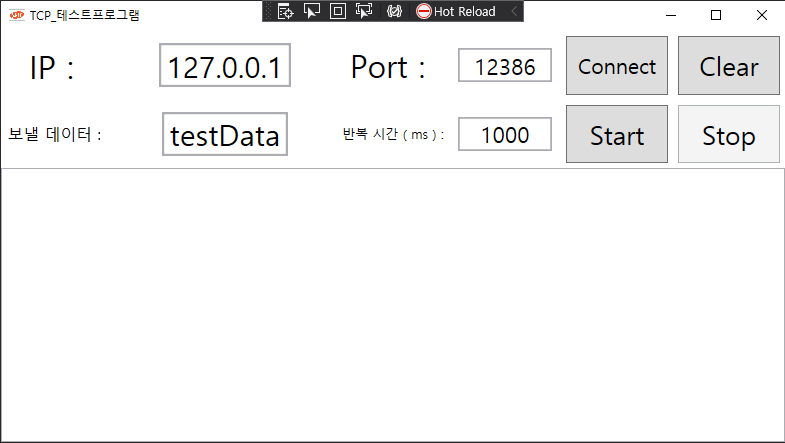 TCP_테스트프로그램
Hot Reload
IP : 127.0.0.1 Port : 12386 Connect Clear
보낼 데이터 : testData 반복 시간 ( ms ) : 1000 Start Stop